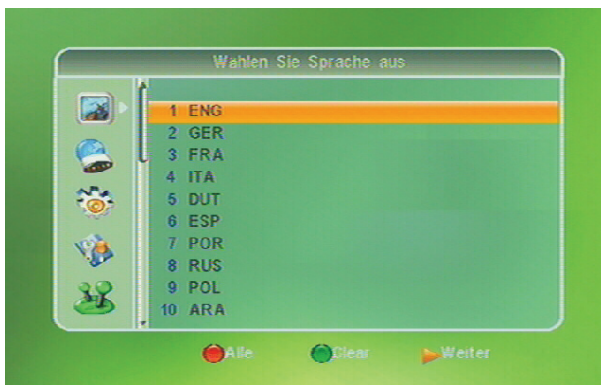 Wahlen Sie Sprache aus
1 ENG
2 GER
3 FRA
4 ITA
5 DUT
6 ESP
7 POR
8 RUS
9 POL
10 ARA
Alle Clear Weiter